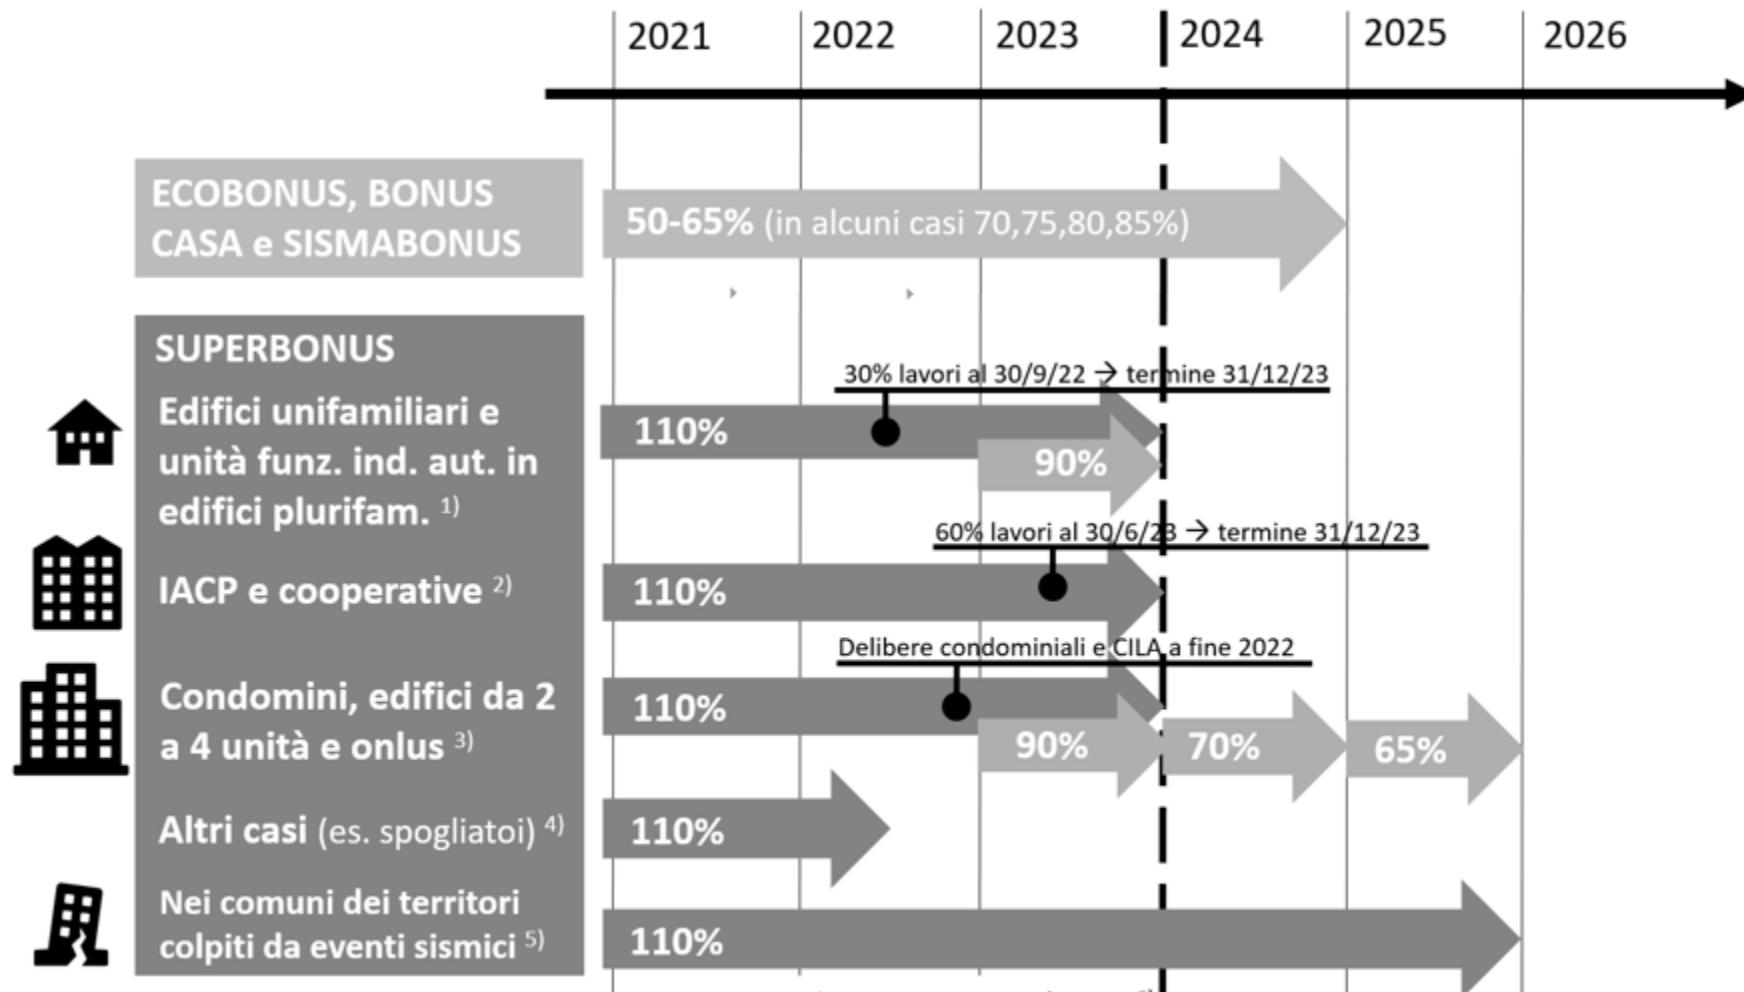 2021 2022 2023 2024 2025 2026
ECOBONUS, BONUS
CASA e SISMABONUS
50-65% (in alcuni casi 70,75,80,85%)
SUPERBONUS
30% lavori al 30/9/22 → termine 31/12/23
Edifici unifamiliari e
unità funz. ind. aut. in
edifici plurifam. 1)
110%
90%
60% lavori al 30/6/23 → termine 31/12/23
IACP e cooperative 2)
110%
Delibere condominiali e CILA a fine 2022
Condomini, edifici da 2
a 4 unità e onlus 3)
110%
90% 70% 65%
Altri casi (es. spogliatoi) 4)
110%
Nei comuni dei territori
colpiti da eventi sismici 5)
110%